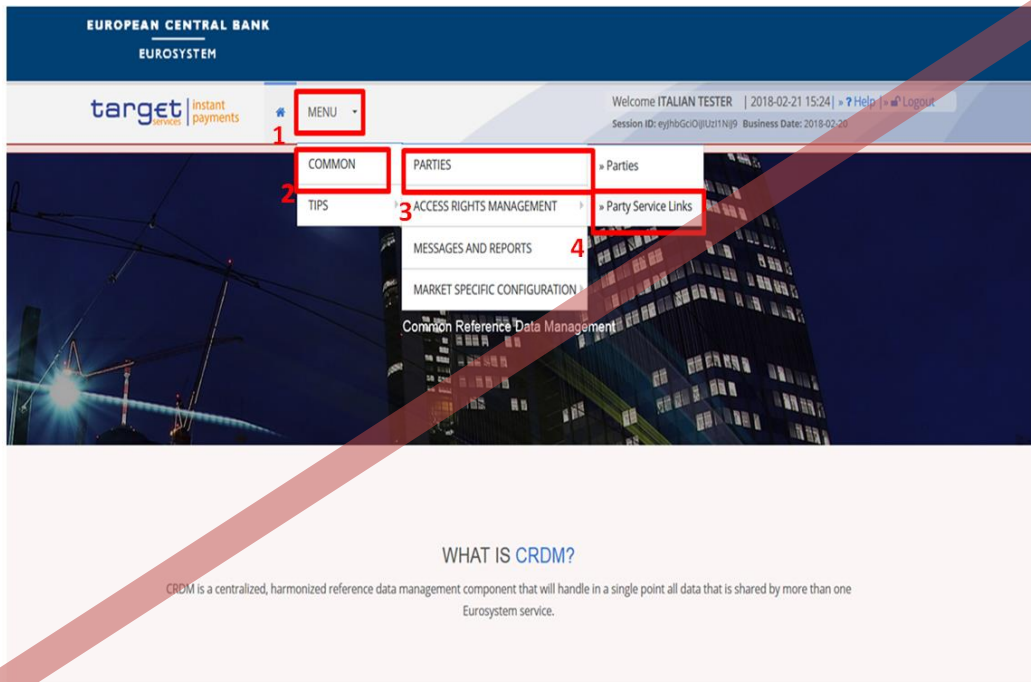 EUROPEAN CENTRAL BANK
EUROSYSTEM
target services | instant payments
MENU
Welcome ITALIAN TESTER | 2018-02-21 15:24 | » ? Help | » Logout
Session ID: Business Date: 2018-02-20
1
COMMON
PARTIES
» Parties
2
TIPS
3
ACCESS RIGHTS MANAGEMENT
» Party Service Links
MESSAGES AND REPORTS
4
MARKET SPECIFIC CONFIGURATION
Common Reference Data Management
WHAT IS CRDM?
CRDM is a centralized, harmonized reference data management component that will handle in a single point all data that is shared by more than one
Eurosystem service.